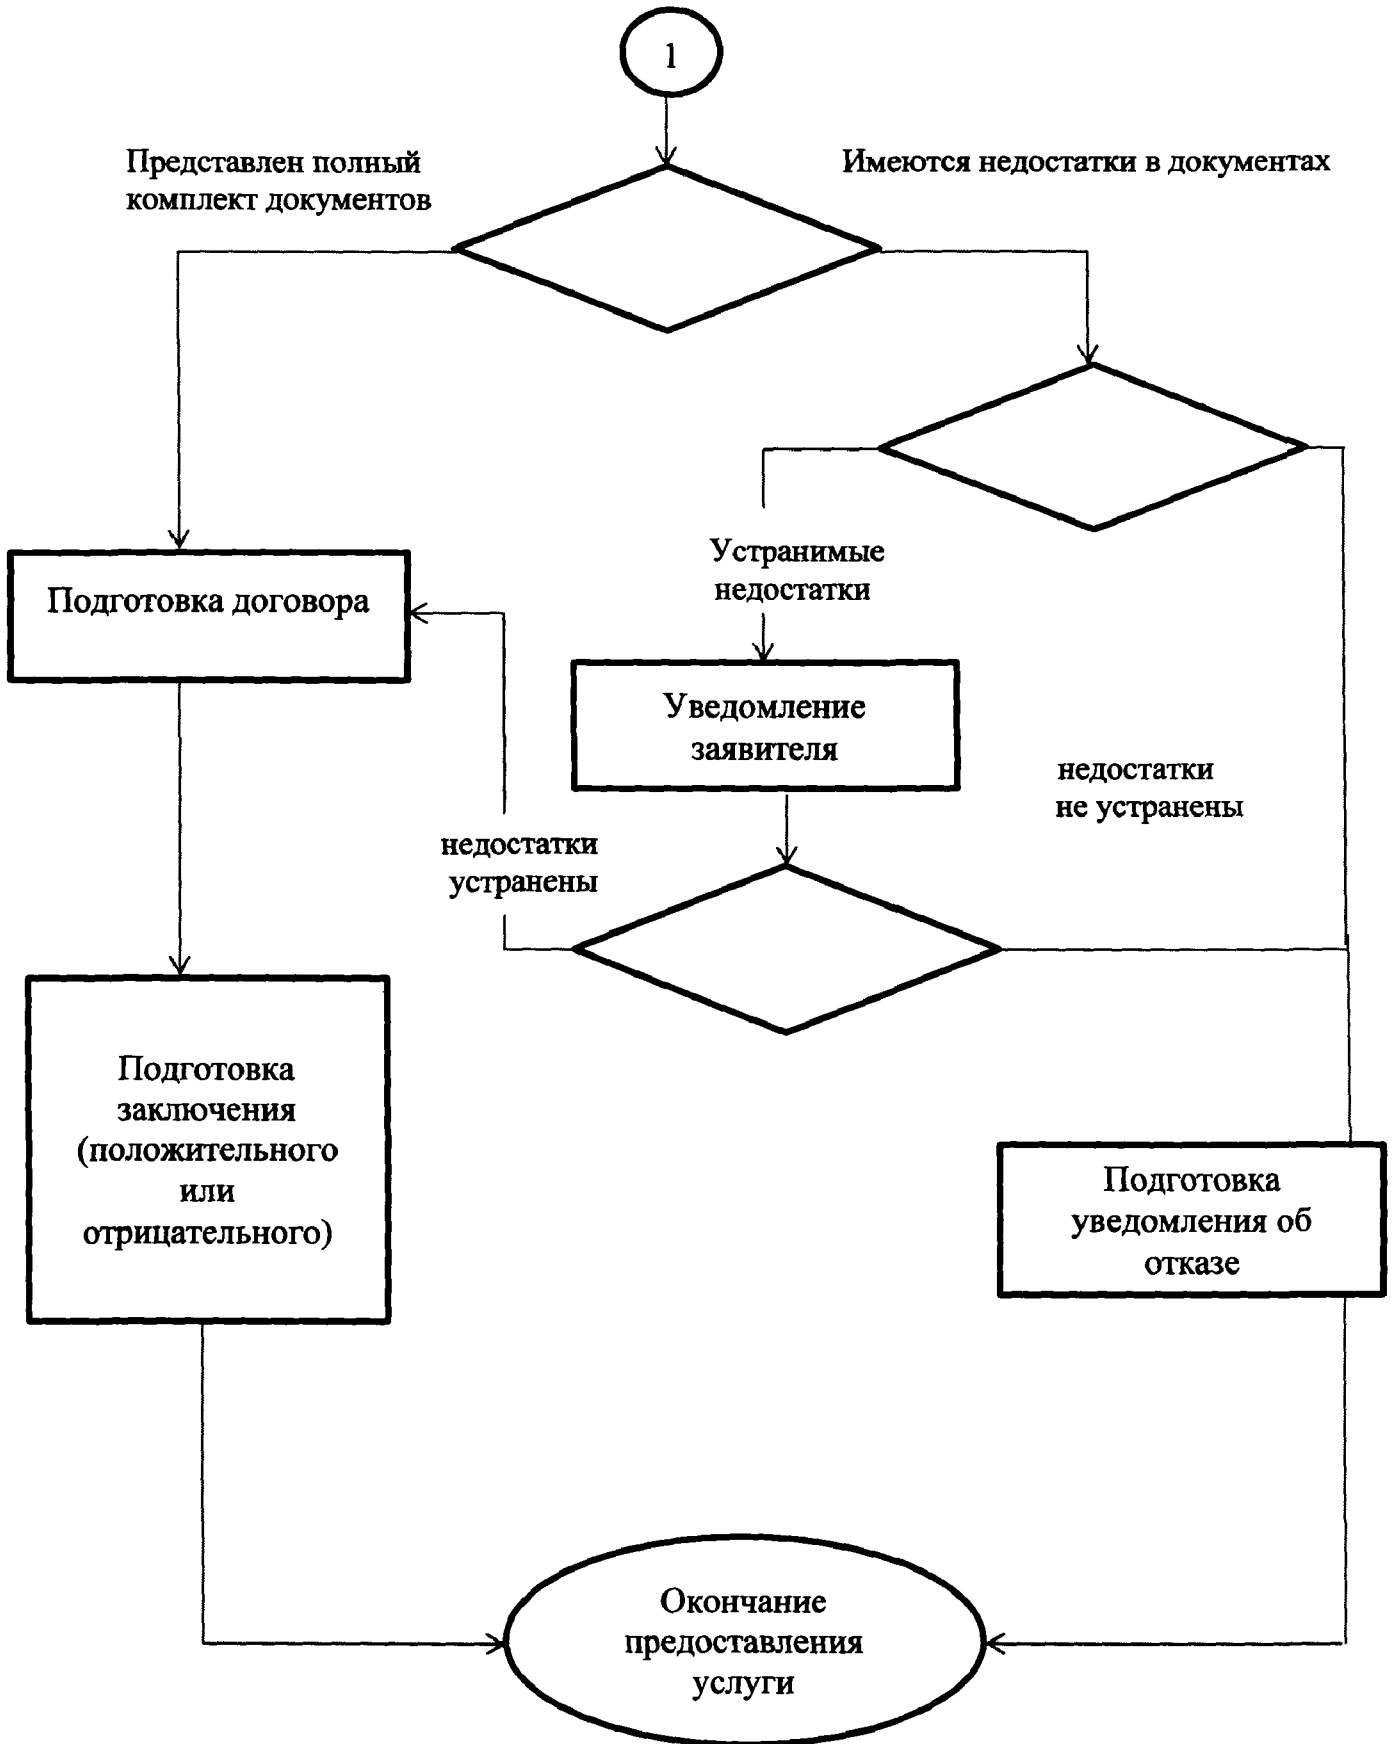 1
Представлен полный
комплект документов
Имеются недостатки в документах
Устранимые
недостатки
Подготовка договора
Уведомление
заявителя
недостатки
не устранены
недостатки
устранены
Подготовка
заключения
(положительного
или
отрицательного)
Подготовка
уведомления об
отказе
Окончание
предоставления
услуги